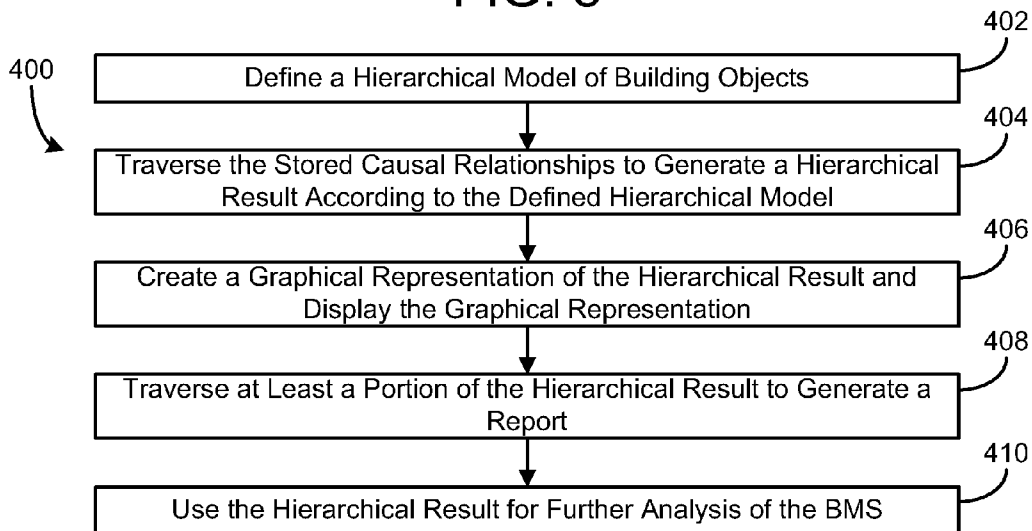 402
400
Define a Hierarchical Model of Building Objects
404
Traverse the Stored Causal Relationships to Generate a Hierarchical
Result According to the Defined Hierarchical Model
406
Create a Graphical Representation of the Hierarchical Result and
Display the Graphical Representation
408
Traverse at Least a Portion of the Hierarchical Result to Generate a
Report
410
Use the Hierarchical Result for Further Analysis of the BMS